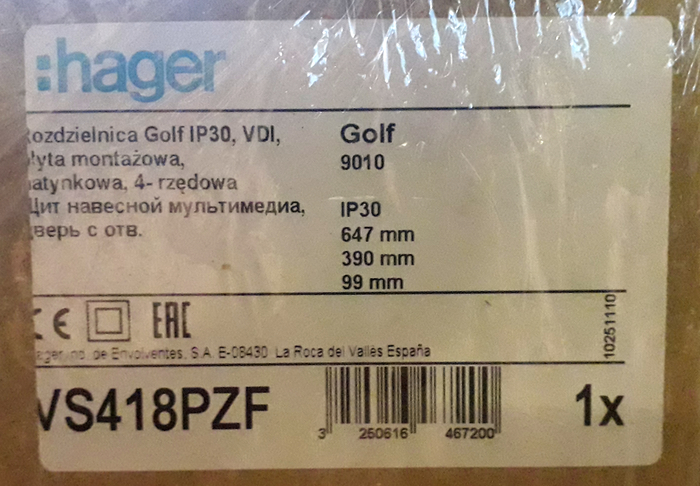 :hager
Rozdzielnica Golf IP30, VDI,
płyta montażowa,
natynkowa, 4- rzędowa
Щит навесной мультимедиа,
дверь с отв.
Golf
9010
IP30
647 mm
390 mm
99 mm
CE EAC
10251110
Hager Ind. de Envolventes, S.A. E-08430 La Roca del Vallès España
VS418PZF
1x
3 250616 467200